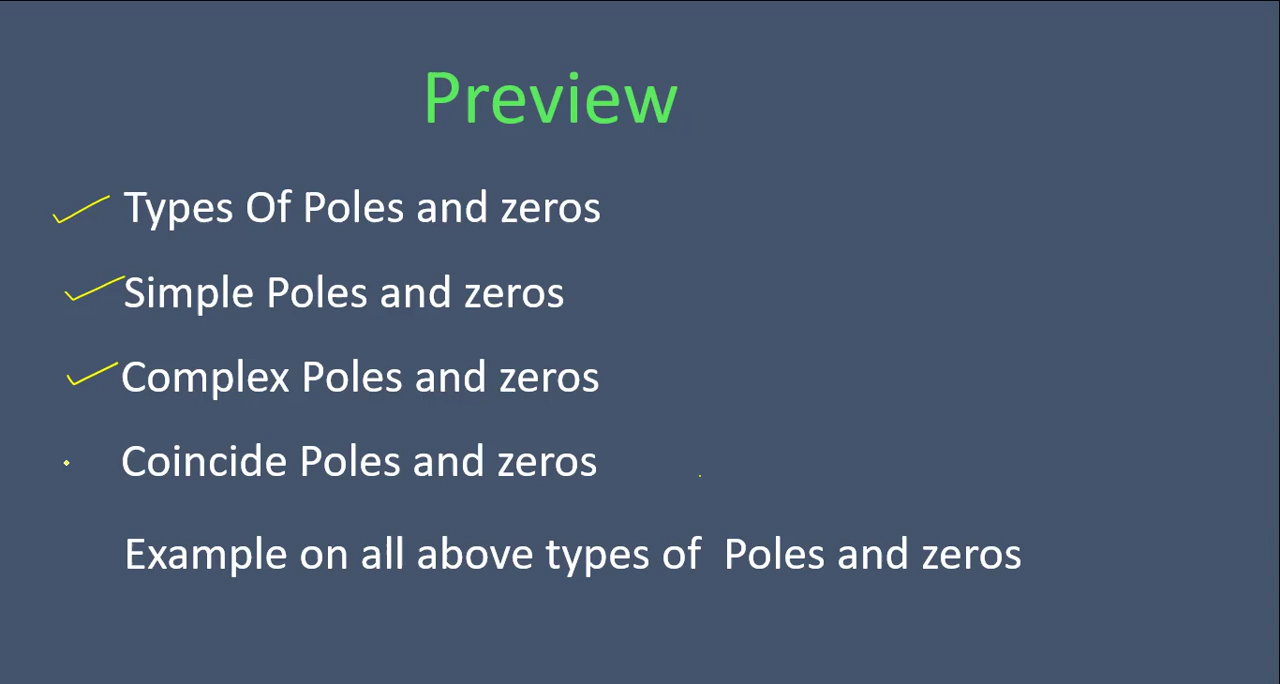 Preview
Types Of Poles and zeros
Simple Poles and zeros
Complex Poles and zeros
Coincide Poles and zeros
Example on all above types of Poles and zeros